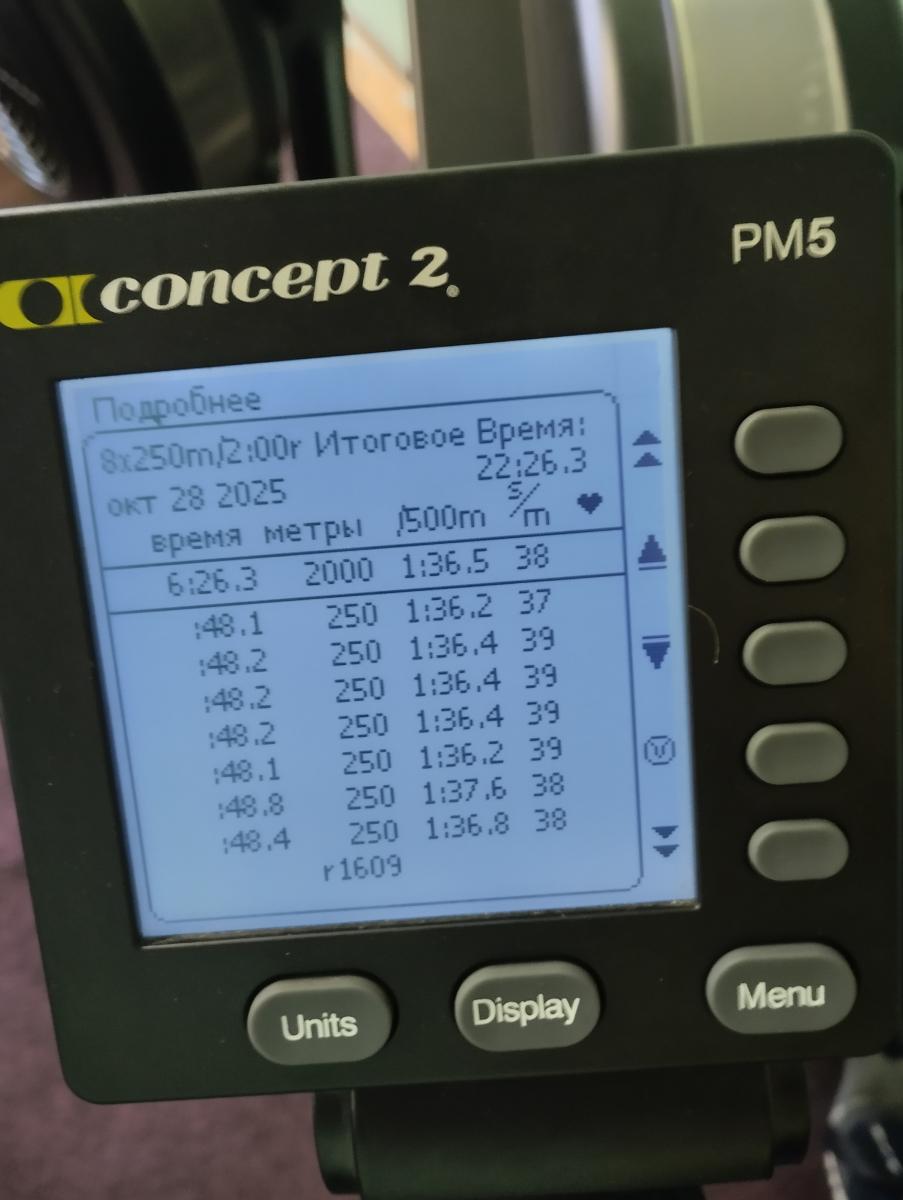 concept 2
PM5
Подробнее
8x250m/2:00r Итоговое Время:
22:26.3
окт 28 2025
время метры /500m s/m
6:26.3 2000 1:36.5 38
:48.1 250 1:36.2 37
:48.2 250 1:36.4 39
:48.2 250 1:36.4 39
:48.2 250 1:36.4 39
:48.1 250 1:36.2 39
:48.8 250 1:37.6 38
:48.4 250 1:36.8 38
r1609
Units
Display
Menu